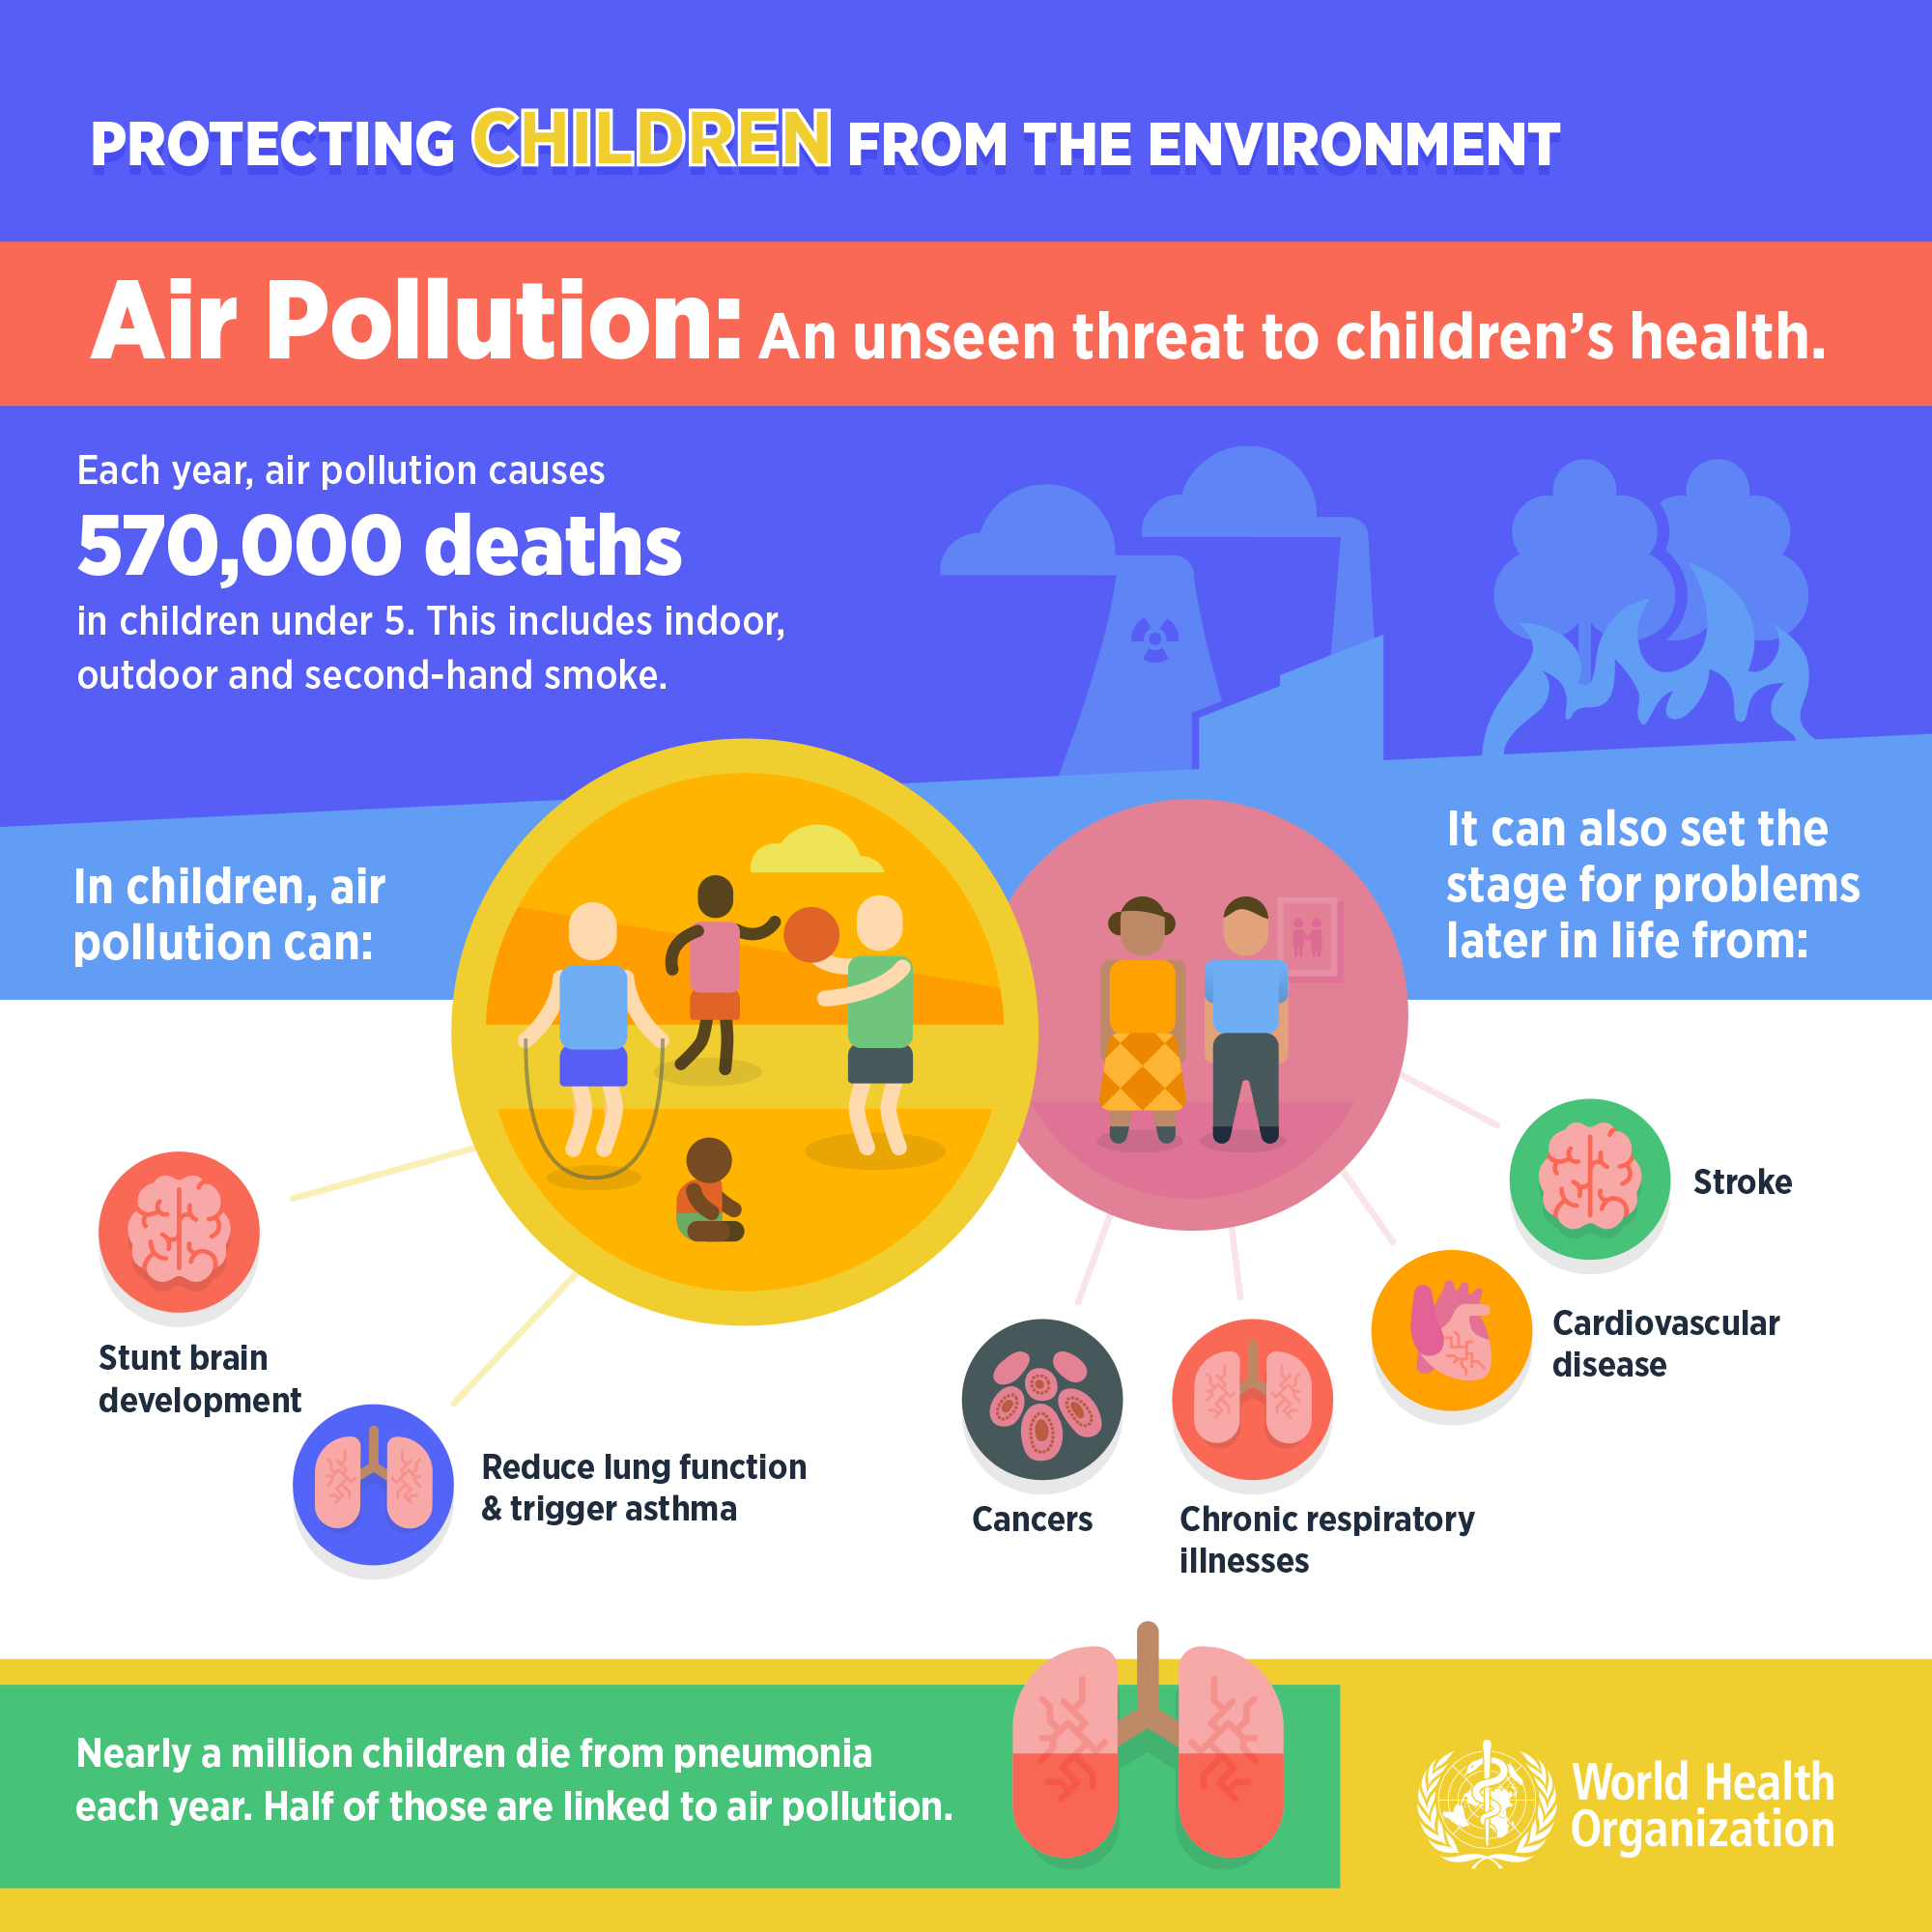 PROTECTING CHILDREN FROM THE ENVIRONMENT
Air Pollution: An unseen threat to children’s health.
Each year, air pollution causes
570,000 deaths
in children under 5. This includes indoor,
outdoor and second-hand smoke.
In children, air
pollution can:
It can also set the
stage for problems
later in life from:
Stunt brain
development
Reduce lung function
& trigger asthma
Cancers
Chronic respiratory
illnesses
Cardiovascular
disease
Stroke
Nearly a million children die from pneumonia
each year. Half of those are linked to air pollution.
World Health
Organization